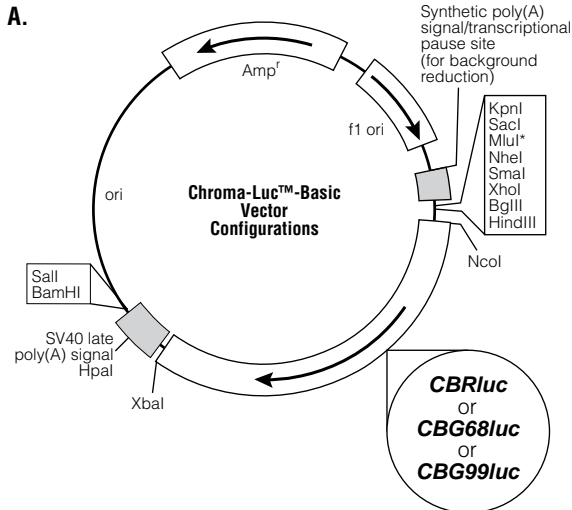 A.
Synthetic poly(A)
signal/transcriptional
pause site
(for background
reduction)
Ampʳ
f1 ori
KpnI
SacI
MluI*
NheI
SmaI
XhoI
BglII
HindIII
ori
Chroma-Luc™-Basic
Vector
Configurations
NcoI
SalI
BamHI
SV40 late
poly(A) signal
HpaI
XbaI
CBRluc
or
CBG68luc
or
CBG99luc